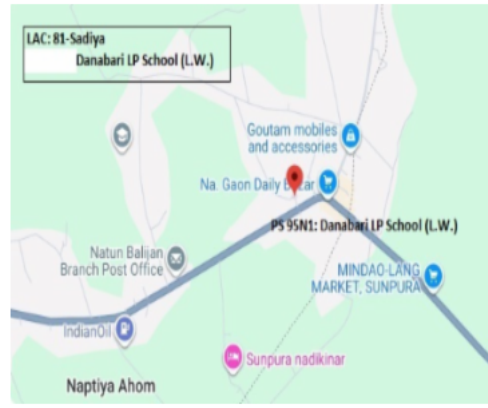 LAC: 81-Sadiya
Danabari LP School (L.W.)
Goutam mobiles
and accessories
Na. Gaon Daily Bazar
PS 95N1: Danabari LP School (L.W.)
Natun Balijan
Branch Post Office
MINDAO-LANG
MARKET, SUNPURA
IndianOil
Sunpura nadikinar
Naptiya Ahom